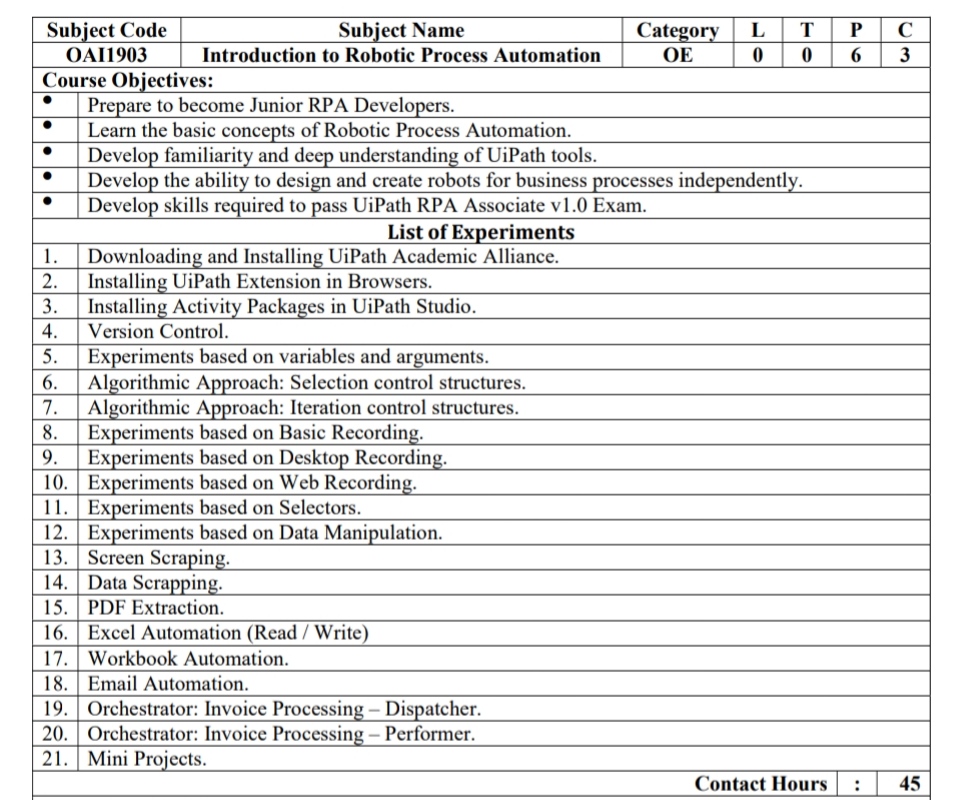 Subject Code Subject Name Category L T P C
OAI1903 Introduction to Robotic Process Automation OE 0 0 6 3
Course Objectives:
• Prepare to become Junior RPA Developers.
• Learn the basic concepts of Robotic Process Automation.
• Develop familiarity and deep understanding of UiPath tools.
• Develop the ability to design and create robots for business processes independently.
• Develop skills required to pass UiPath RPA Associate v1.0 Exam.
List of Experiments
1. Downloading and Installing UiPath Academic Alliance.
2. Installing UiPath Extension in Browsers.
3. Installing Activity Packages in UiPath Studio.
4. Version Control.
5. Experiments based on variables and arguments.
6. Algorithmic Approach: Selection control structures.
7. Algorithmic Approach: Iteration control structures.
8. Experiments based on Basic Recording.
9. Experiments based on Desktop Recording.
10. Experiments based on Web Recording.
11. Experiments based on Selectors.
12. Experiments based on Data Manipulation.
13. Screen Scraping.
14. Data Scrapping.
15. PDF Extraction.
16. Excel Automation (Read / Write)
17. Workbook Automation.
18. Email Automation.
19. Orchestrator: Invoice Processing – Dispatcher.
20. Orchestrator: Invoice Processing – Performer.
21. Mini Projects.
Contact Hours : 45